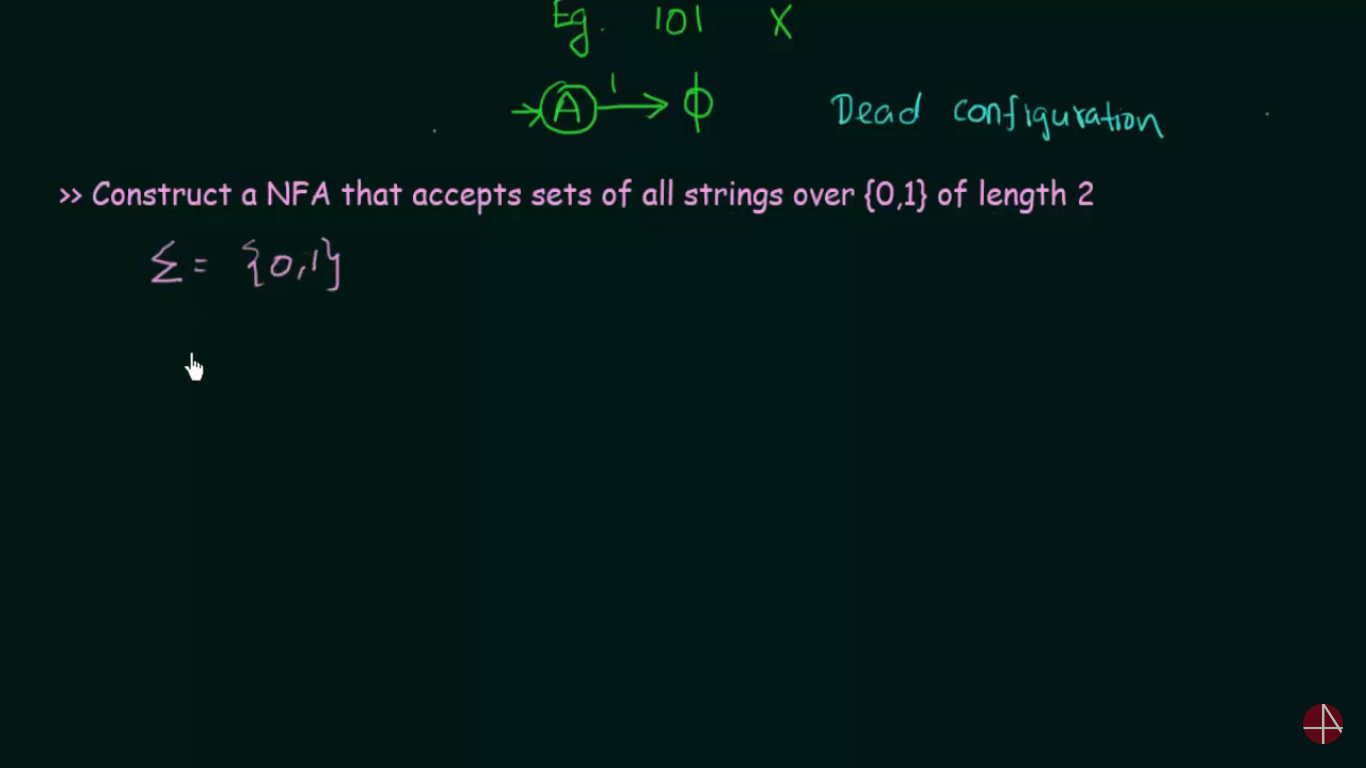 Eg. 101 X
A 1 ϕ Dead configuration
>> Construct a NFA that accepts sets of all strings over {0,1} of length 2
Σ = {0,1}